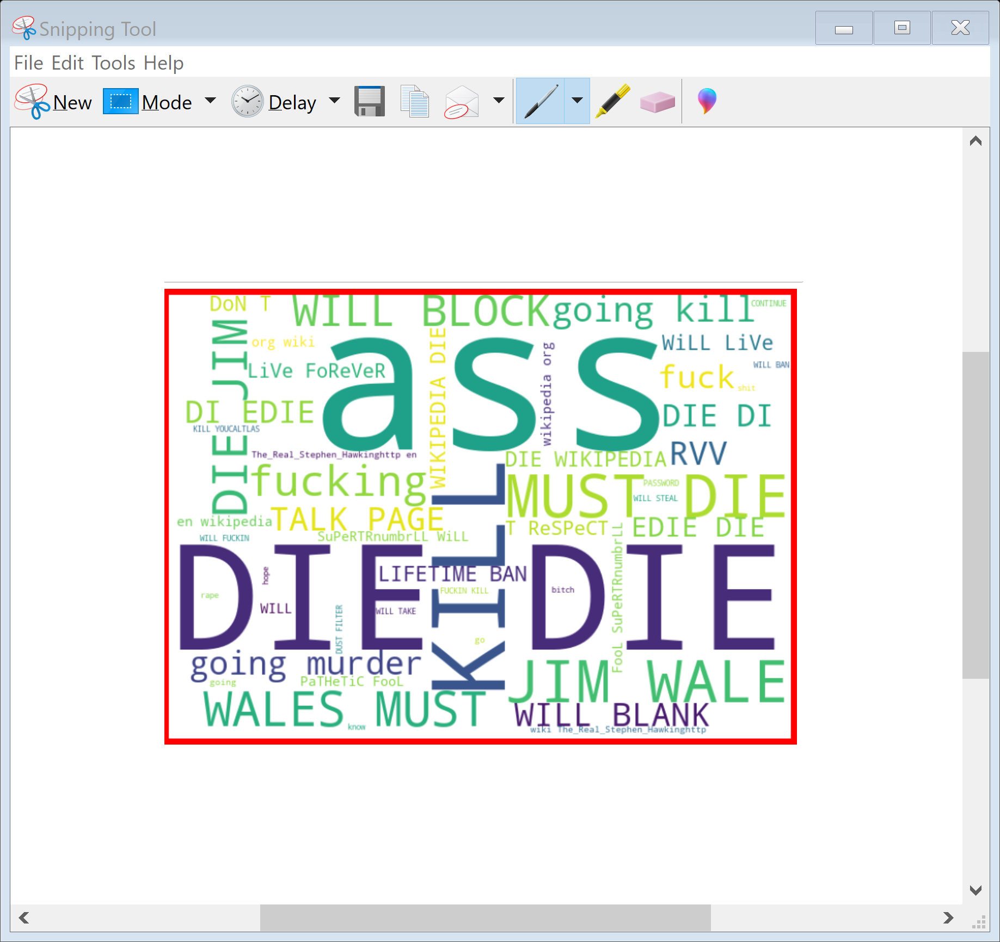 Snipping Tool
File Edit Tools Help
New Mode Delay
DoN T
WILL BLOCK
going kill
CONTINUE
DIE JIM
org wiki
WIKIPEDIA DIE
ass
wikipedia org
WiLL LiVe
LiVe FoReVeR
WILL BAN
fuck
shit
DI EDIE
DIE DI
KILL YOUCALTLAS
The_Real_Stephen_Hawkinghttp en
DIE WIKIPEDIA
RVV
fucking
KILL
MUST DIE
PASSWORD
WILL STEAL
en wikipedia
TALK PAGE
T ReSPeCT
EDIE DIE
WILL FUCKIN
SuPeRTRnumbrLL WiLL
DIE DIE
hope
LIFETIME BAN
FooL SuPeRTRnumbrLL
rape
FUCKIN KILL
bitch
WILL
DUST FILTER
WILL TAKE
go
going murder
going
PaTHeTiC FooL
JIM WALE
WALES MUST
know
WILL BLANK
wiki The_Real_Stephen_Hawkinghttp